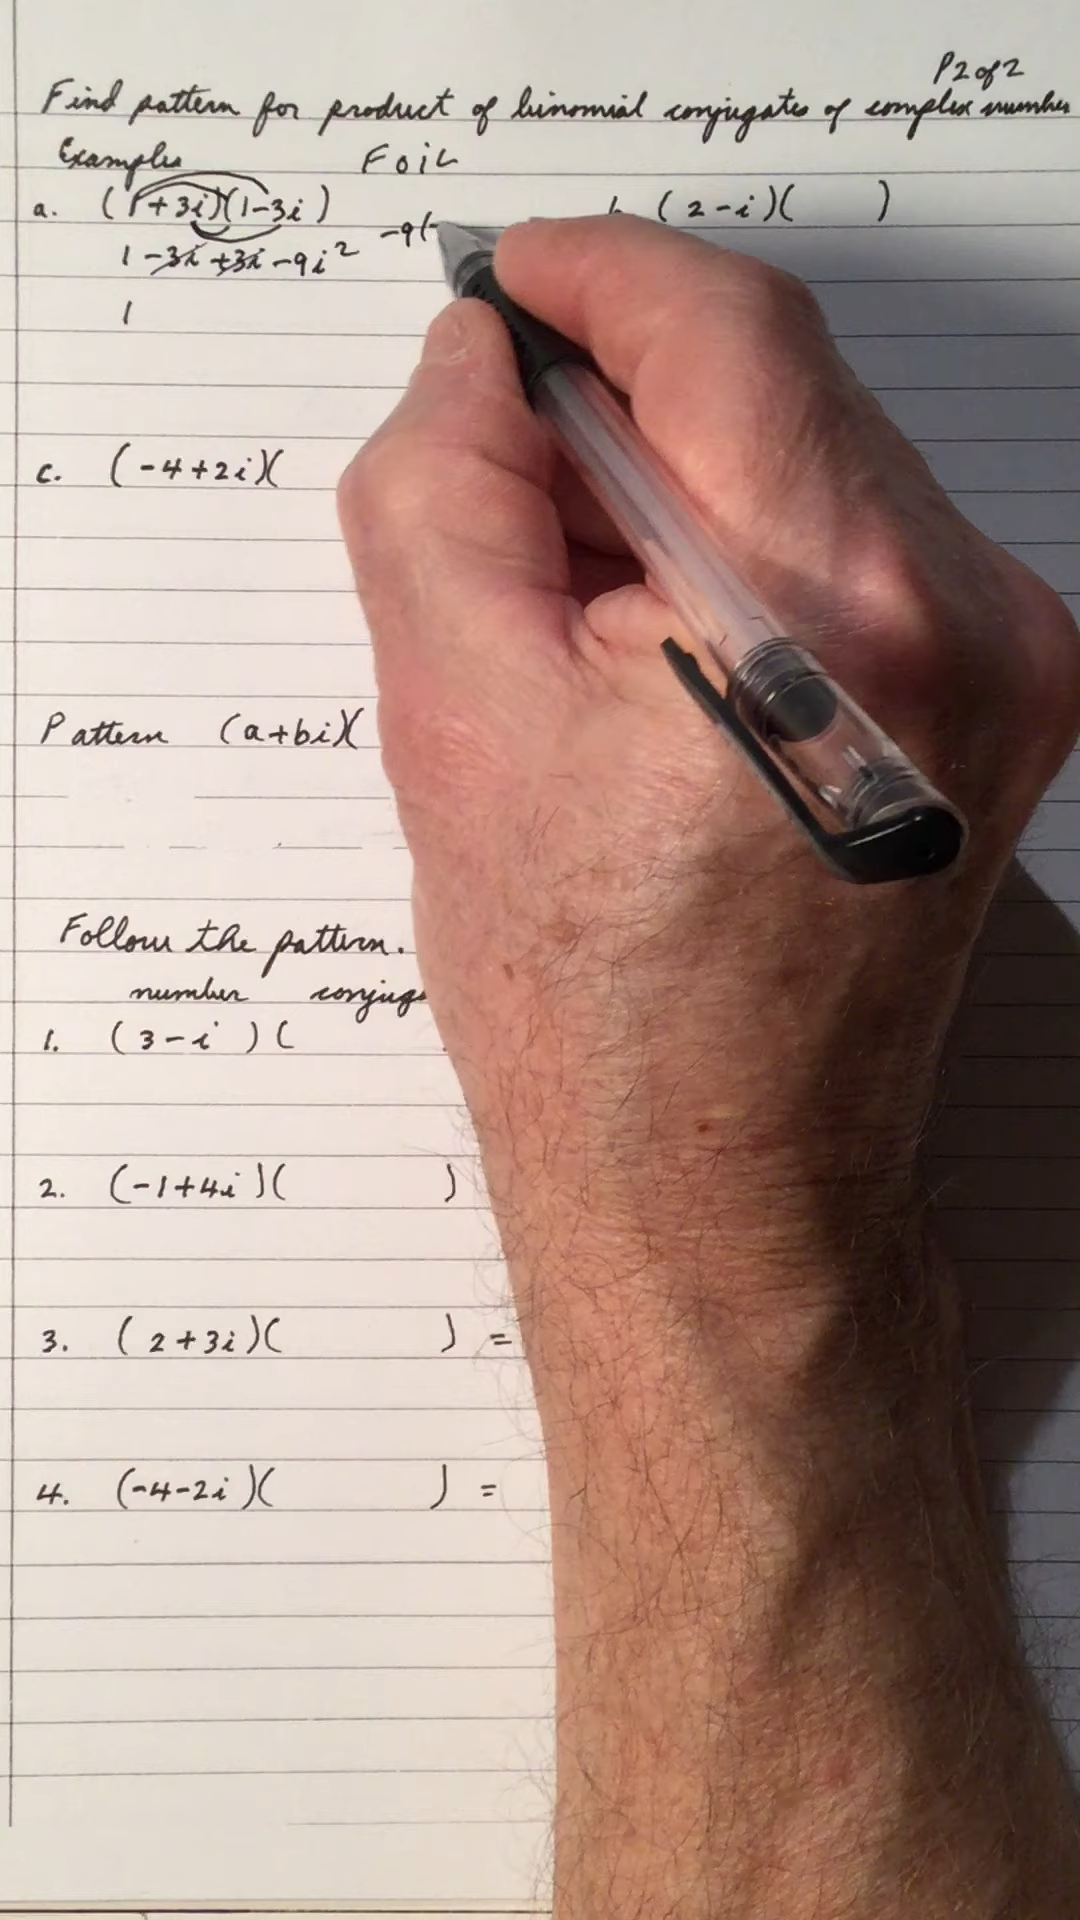 P2 of 2
Find pattern for product of binomial conjugates of complex number
Examples FOIL
a. (1+3i)(1-3i) -9(- (2-i)( )
1 -3i +3i -9i²
1
c. (-4+2i)(
Pattern (a+bi)(
Follow the pattern.
number conjug
1. (3-i )(
2. (-1+4i)( )
3. (2+3i)( ) =
4. (-4-2i)( ) =